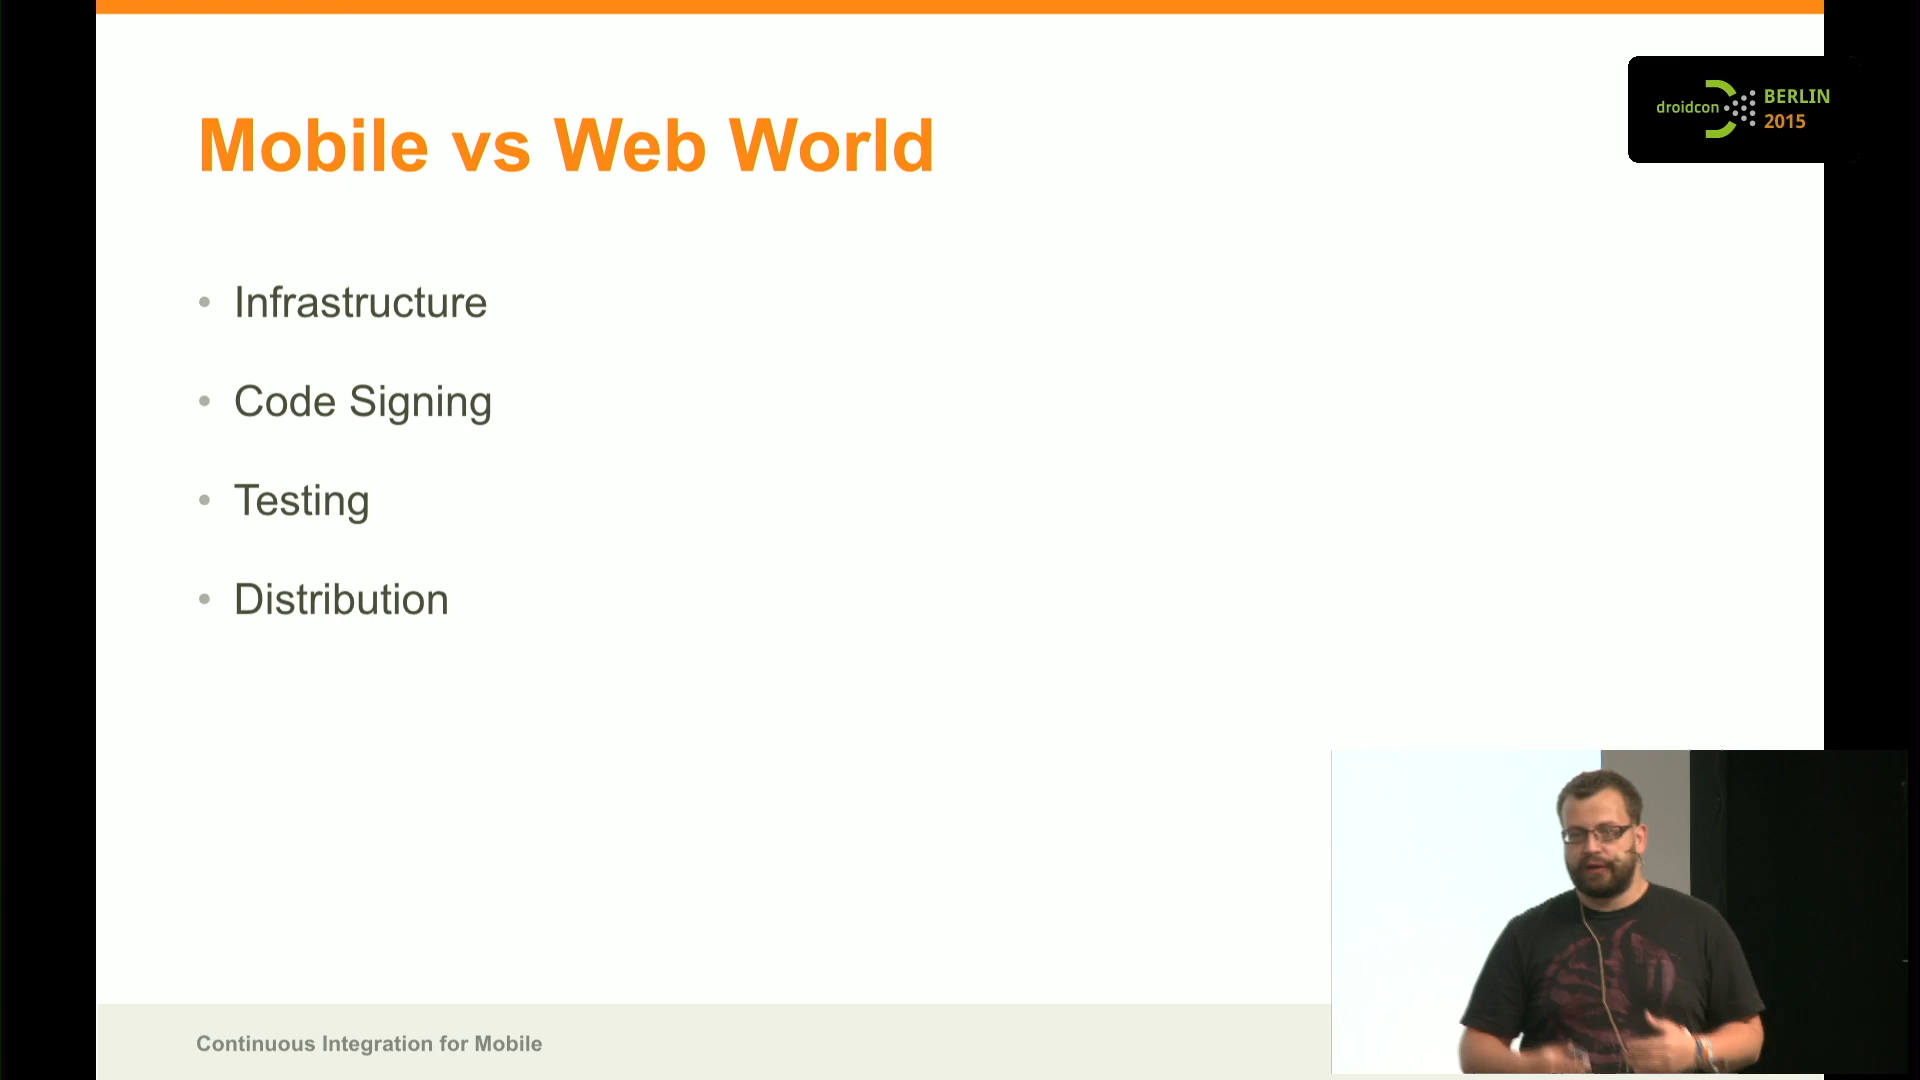 Mobile vs Web World
droidcon
BERLIN
2015
Infrastructure
Code Signing
Testing
Distribution
Continuous Integration for Mobile